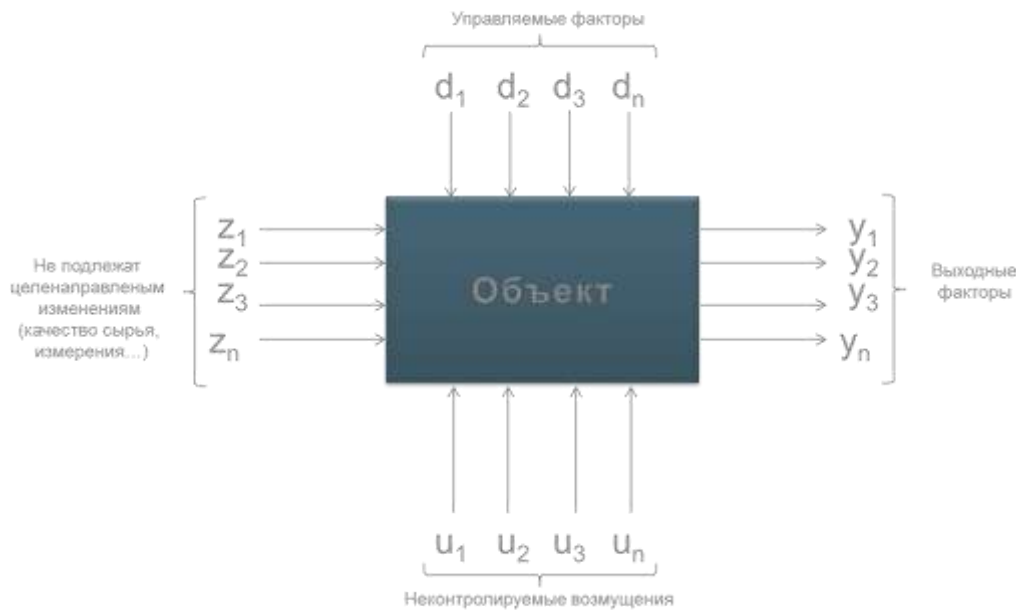 Управляемые факторы
d1 d2 d3 dn
z1
z2
z3
zn
Не подлежат
целенаправленым
изменениям
(качество сырья,
измерения...)
Объект
y1
y2
y3
yn
Выходные
факторы
u1 u2 u3 un
Неконтролируемые возмущения